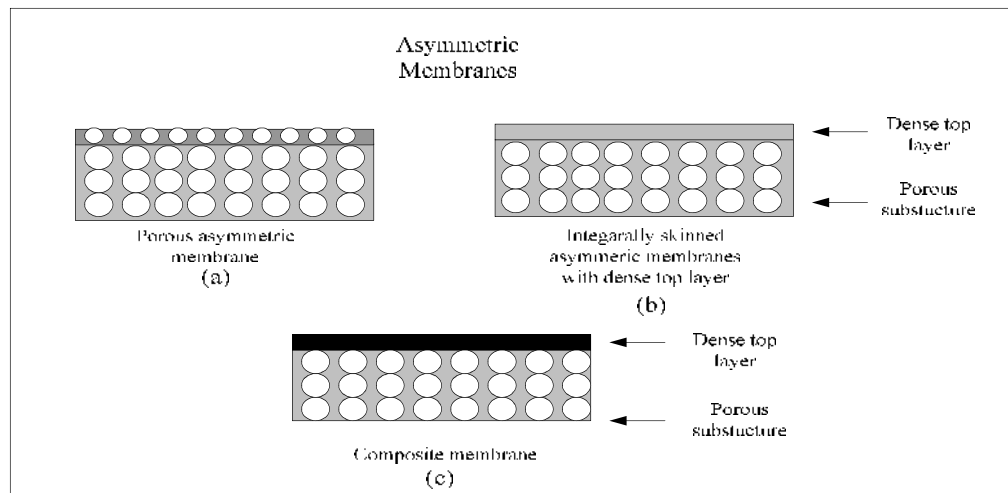 Asymmetric
Membranes
Porous asymmetric
membrane
(a)
Dense top
layer
Porous
substucture
Integarally skinned
asymmeric membranes
with dense top layer
(b)
Dense top
layer
Porous
substucture
Composite membrane
(c)